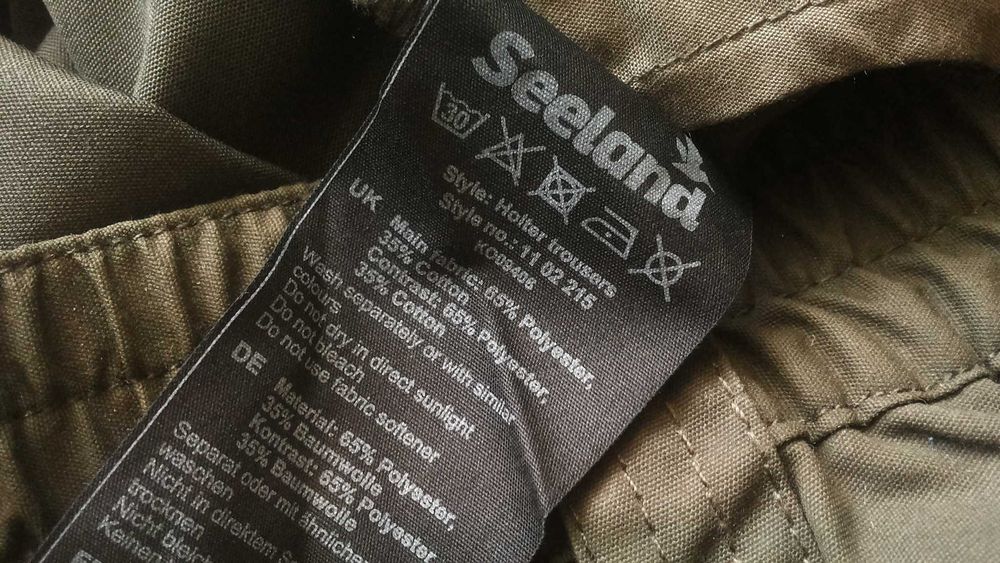 Seeland
30
Style: Holter trousers
Style no.: 11 02 215
KO06406
UK
Main fabric: 65% Polyester,
35% Cotton
Contrast: 65% Polyester,
35% Cotton
Wash separately or with similar
colours
Do not dry in direct sunlight
Do not bleach
Do not use fabric softener
DE
Material: 65% Polyester,
35% Baumwolle
Kontrast: 65% Polyester,
35% Baumwolle
Separat oder mit ähnlichen
waschen
Nicht in direktem
trocknen
Nicht